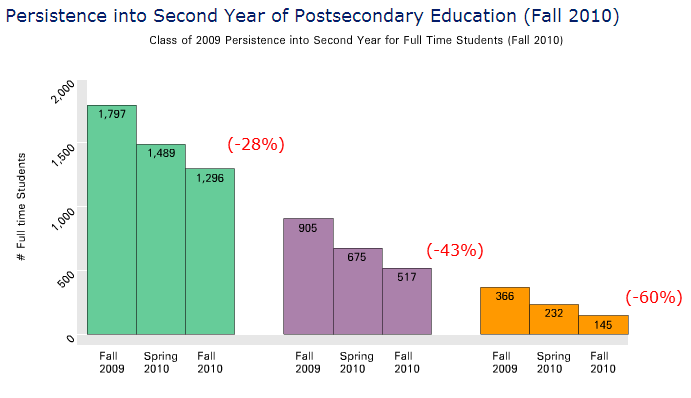 Persistence into Second Year of Postsecondary Education (Fall 2010)
Class of 2009 Persistence into Second Year for Full Time Students (Fall 2010)
# Full time Students
2,000
1,500
1,000
500
0
1,797
1,489
1,296
(-28%)
905
675
517
(-43%)
366
232
145
(-60%)
Fall
2009
Spring
2010
Fall
2010
Fall
2009
Spring
2010
Fall
2010
Fall
2009
Spring
2010
Fall
2010